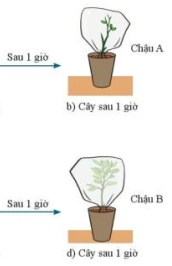 Sau 1 giờ
Chậu A
b) Cây sau 1 giờ
Sau 1 giờ
Chậu B
d) Cây sau 1 giờ